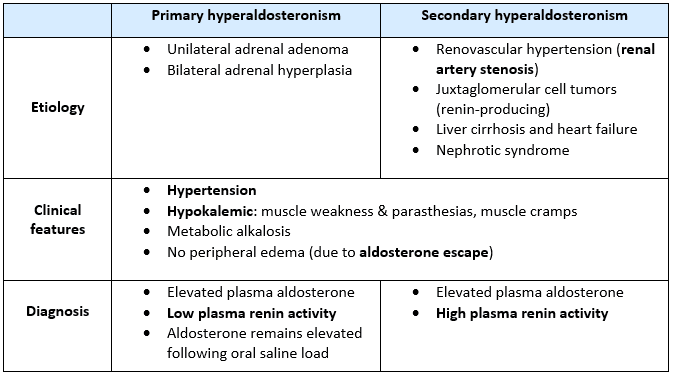 Primary hyperaldosteronism
Secondary hyperaldosteronism
Etiology
• Unilateral adrenal adenoma
• Bilateral adrenal hyperplasia
• Renovascular hypertension (renal
artery stenosis)
• Juxtaglomerular cell tumors
(renin-producing)
• Liver cirrhosis and heart failure
• Nephrotic syndrome
Clinical
features
• Hypertension
• Hypokalemic: muscle weakness & parasthesias, muscle cramps
• Metabolic alkalosis
• No peripheral edema (due to aldosterone escape)
Diagnosis
• Elevated plasma aldosterone
• Low plasma renin activity
• Aldosterone remains elevated
following oral saline load
• Elevated plasma aldosterone
• High plasma renin activity